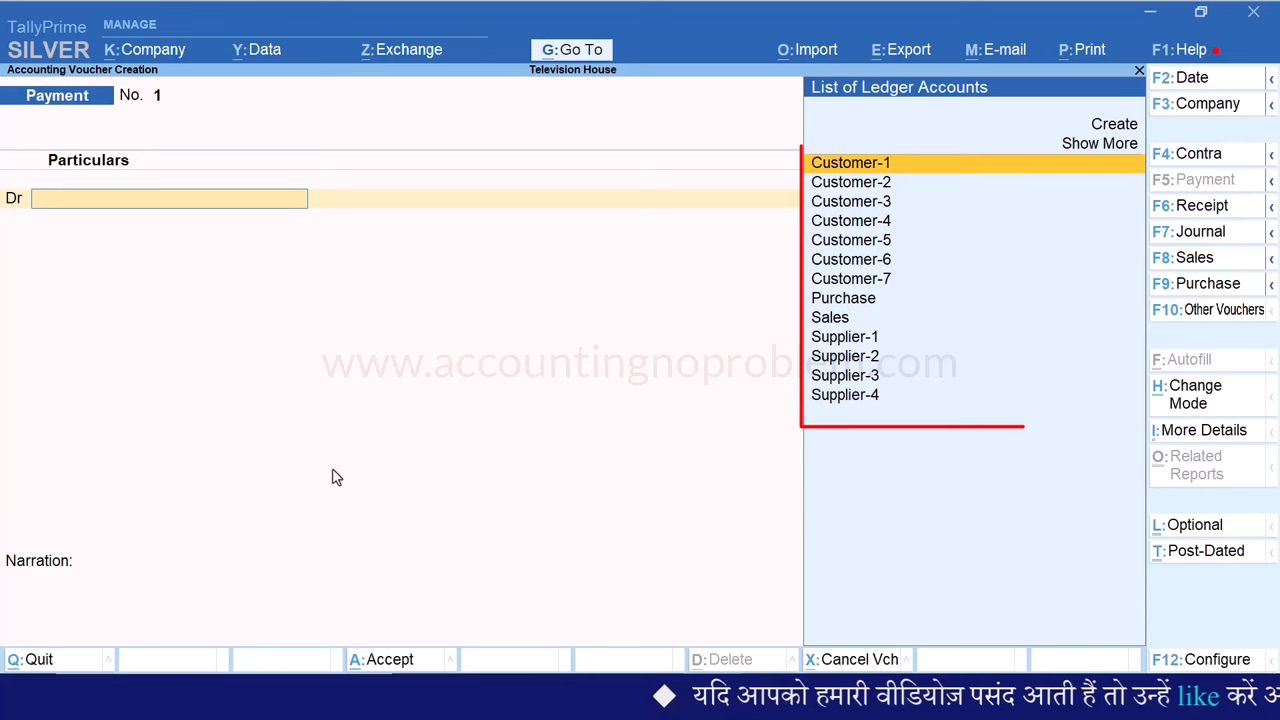 TallyPrime
MANAGE
SILVER
K:Company
Y:Data
Z:Exchange
G:Go To
O:Import
E:Export
M:E-mail
P:Print
F1:Help
Accounting Voucher Creation
Television House
Payment No. 1
Particulars
Dr
Narration:
List of Ledger Accounts
Create
Show More
Customer-1
Customer-2
Customer-3
Customer-4
Customer-5
Customer-6
Customer-7
Purchase
Sales
Supplier-1
Supplier-2
Supplier-3
Supplier-4
www.accountingnoproblem.com
F2:Date
F3:Company
F4:Contra
F5:Payment
F6:Receipt
F7:Journal
F8:Sales
F9:Purchase
F10:Other Vouchers
F:Autofill
H:Change
Mode
I:More Details
O:Related
Reports
L:Optional
T:Post-Dated
Q:Quit
A:Accept
D:Delete
X:Cancel Vch
F12:Configure
यदि आपको हमारी वीडियोज़ पसंद आती हैं तो उन्हें like करें